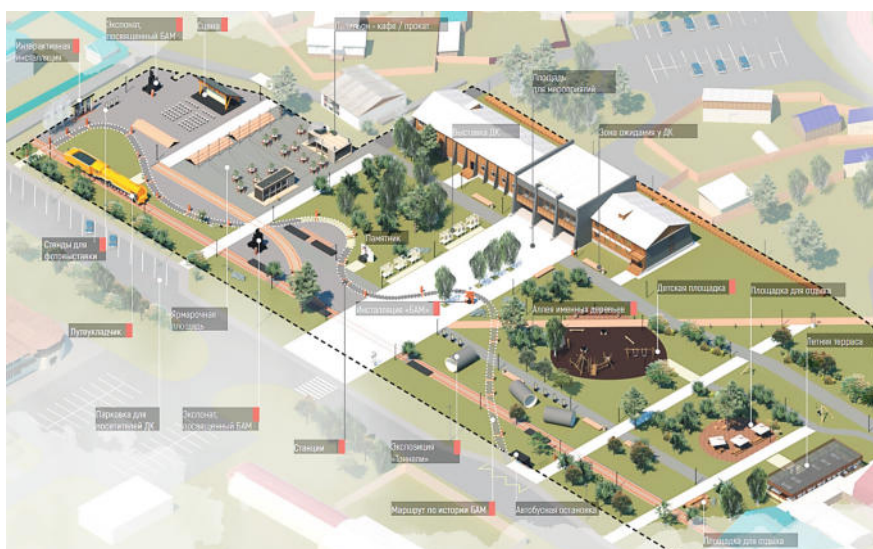 Экспонат,
посвященный БАМ
Сцена
Павильон - кафе / прокат
Интерактивная
инсталляция
Площадь
для мероприятий
Выставка ДК
Зона ожидания у ДК
Памятник
Стенды для
фотовыставки
Детская площадка
Площадка для отдыха
Ярмарочная
площадь
Инсталляция «БАМ»
Аллея именных деревьев
Путеукладчик
Летняя терраса
Парковка для
посетителей ДК
Экспонат,
посвященный БАМ
Станции
Экспозиция
«Тоннели»
Маршрут по истории БАМ
Автобусная остановка
Площадка для отдыха